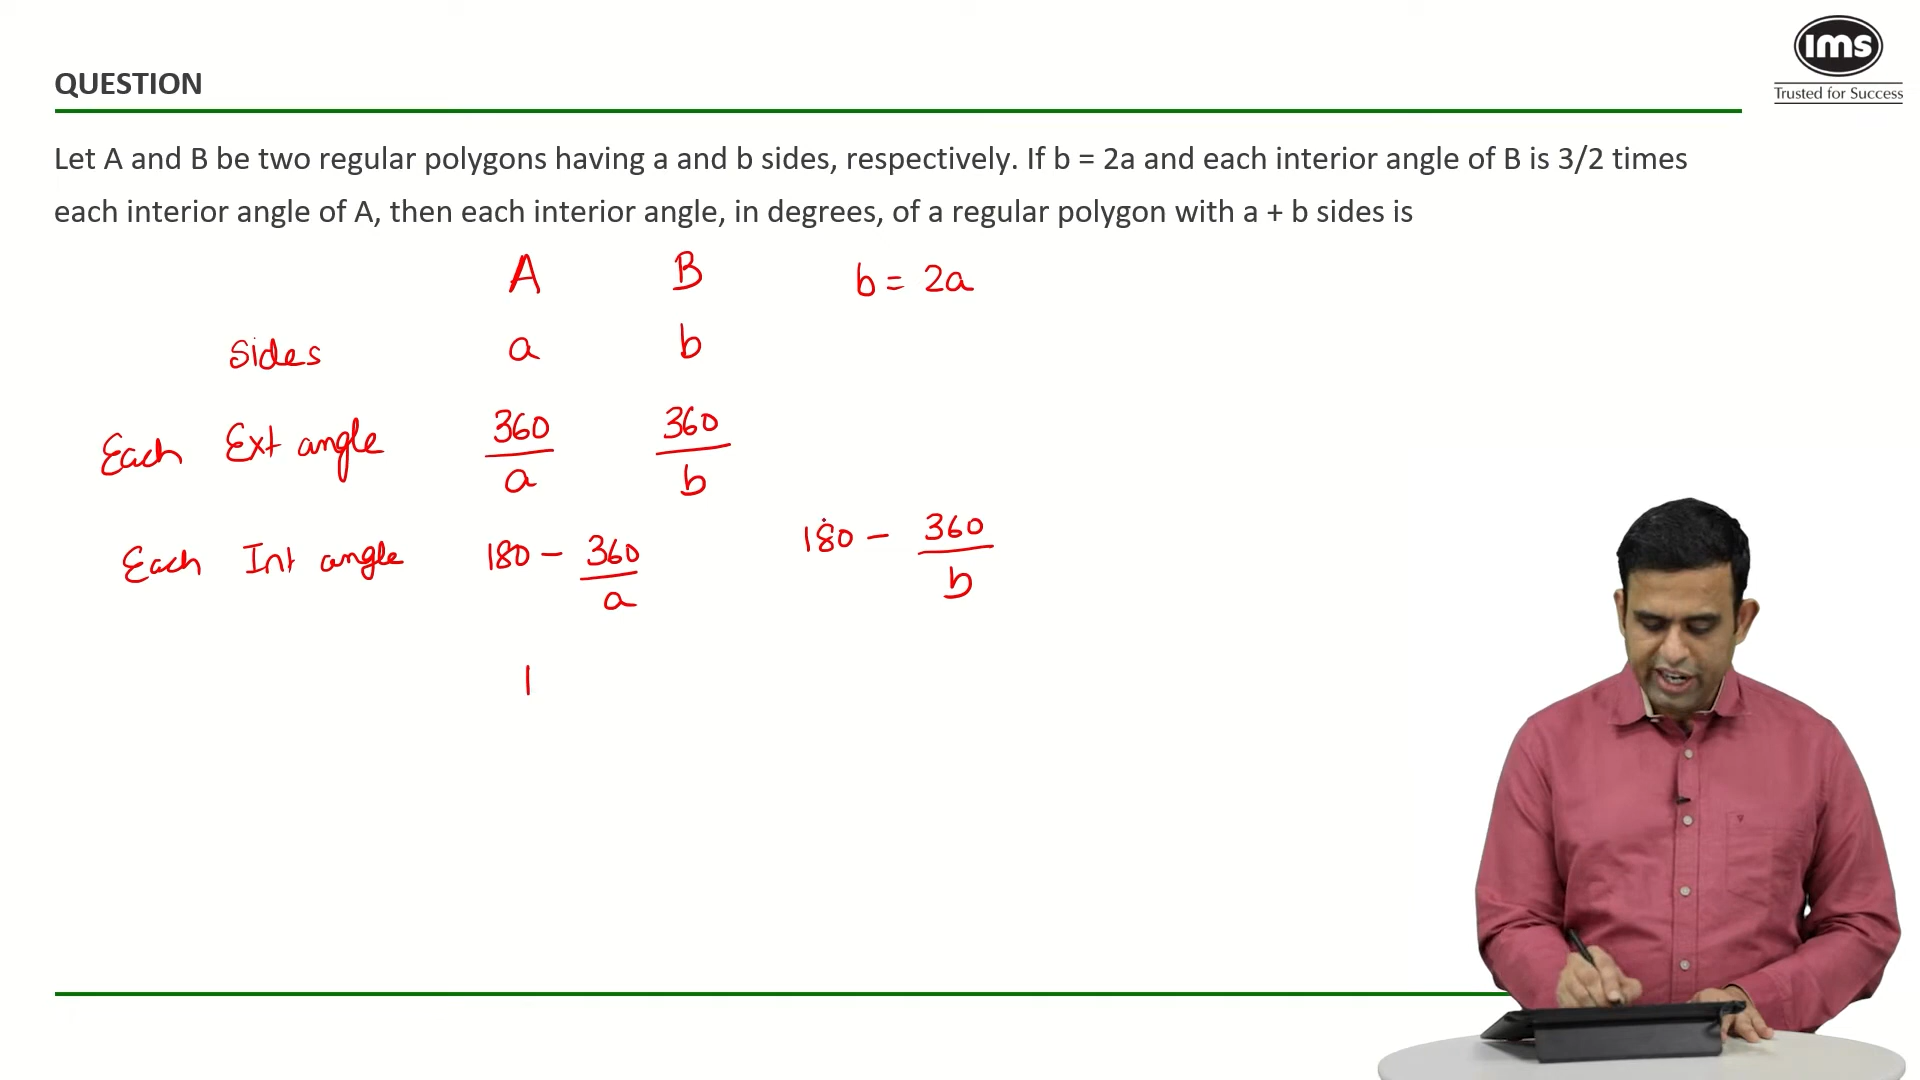 ims
Trusted for Success
QUESTION
Let A and B be two regular polygons having a and b sides, respectively. If b = 2a and each interior angle of B is 3/2 times
each interior angle of A, then each interior angle, in degrees, of a regular polygon with a + b sides is
A B b = 2a
Sides a b
Each Ext angle 360/a 360/b
Each Int angle 180 - 360/a 180 - 360/b
1